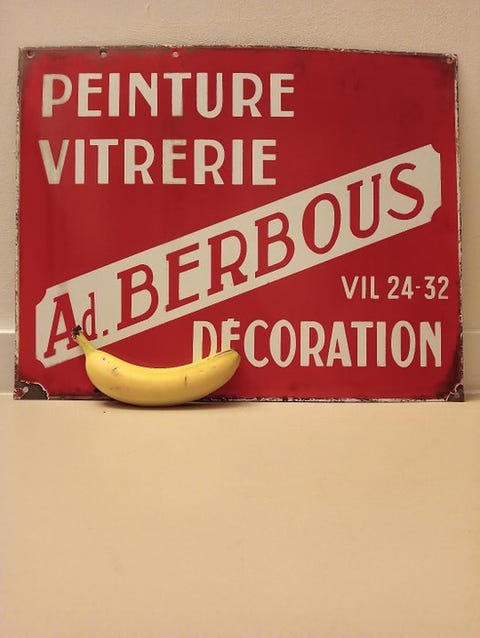 PEINTURE
VITRERIE
Ad. BERBOUS
VIL 24-32
DÉCORATION